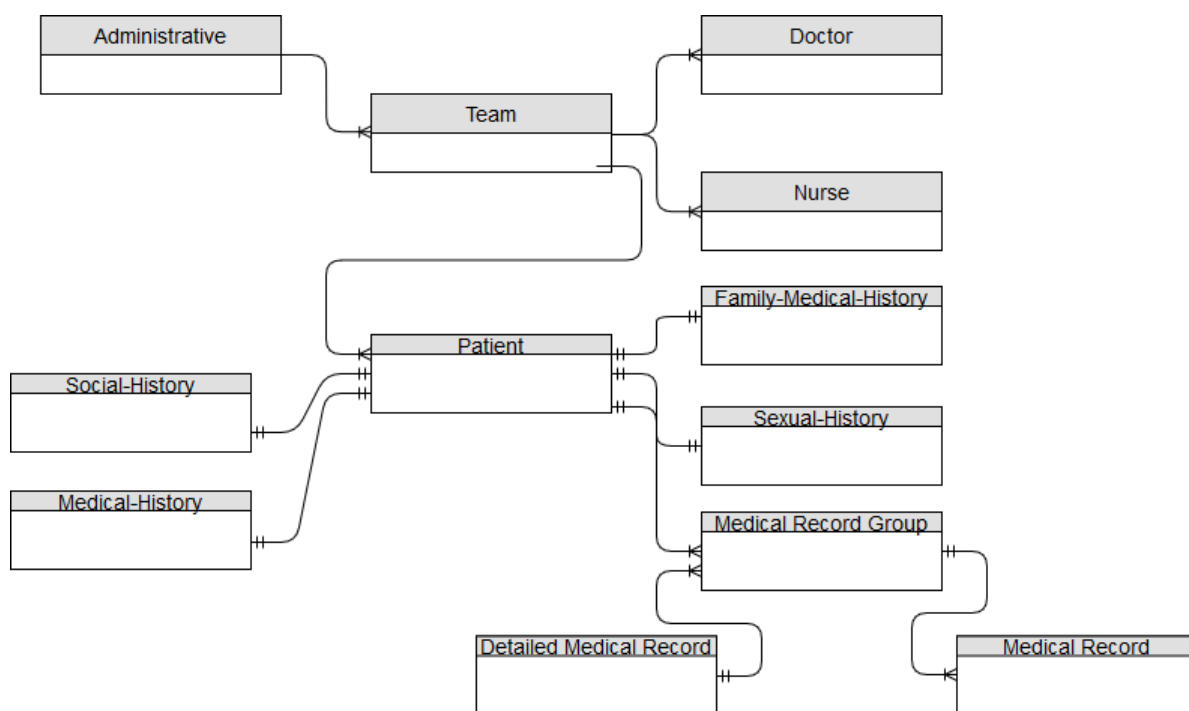 Administrative
Doctor
Team
Nurse
Family-Medical-History
Patient
Social-History
Sexual-History
Medical-History
Medical Record Group
Detailed Medical Record
Medical Record